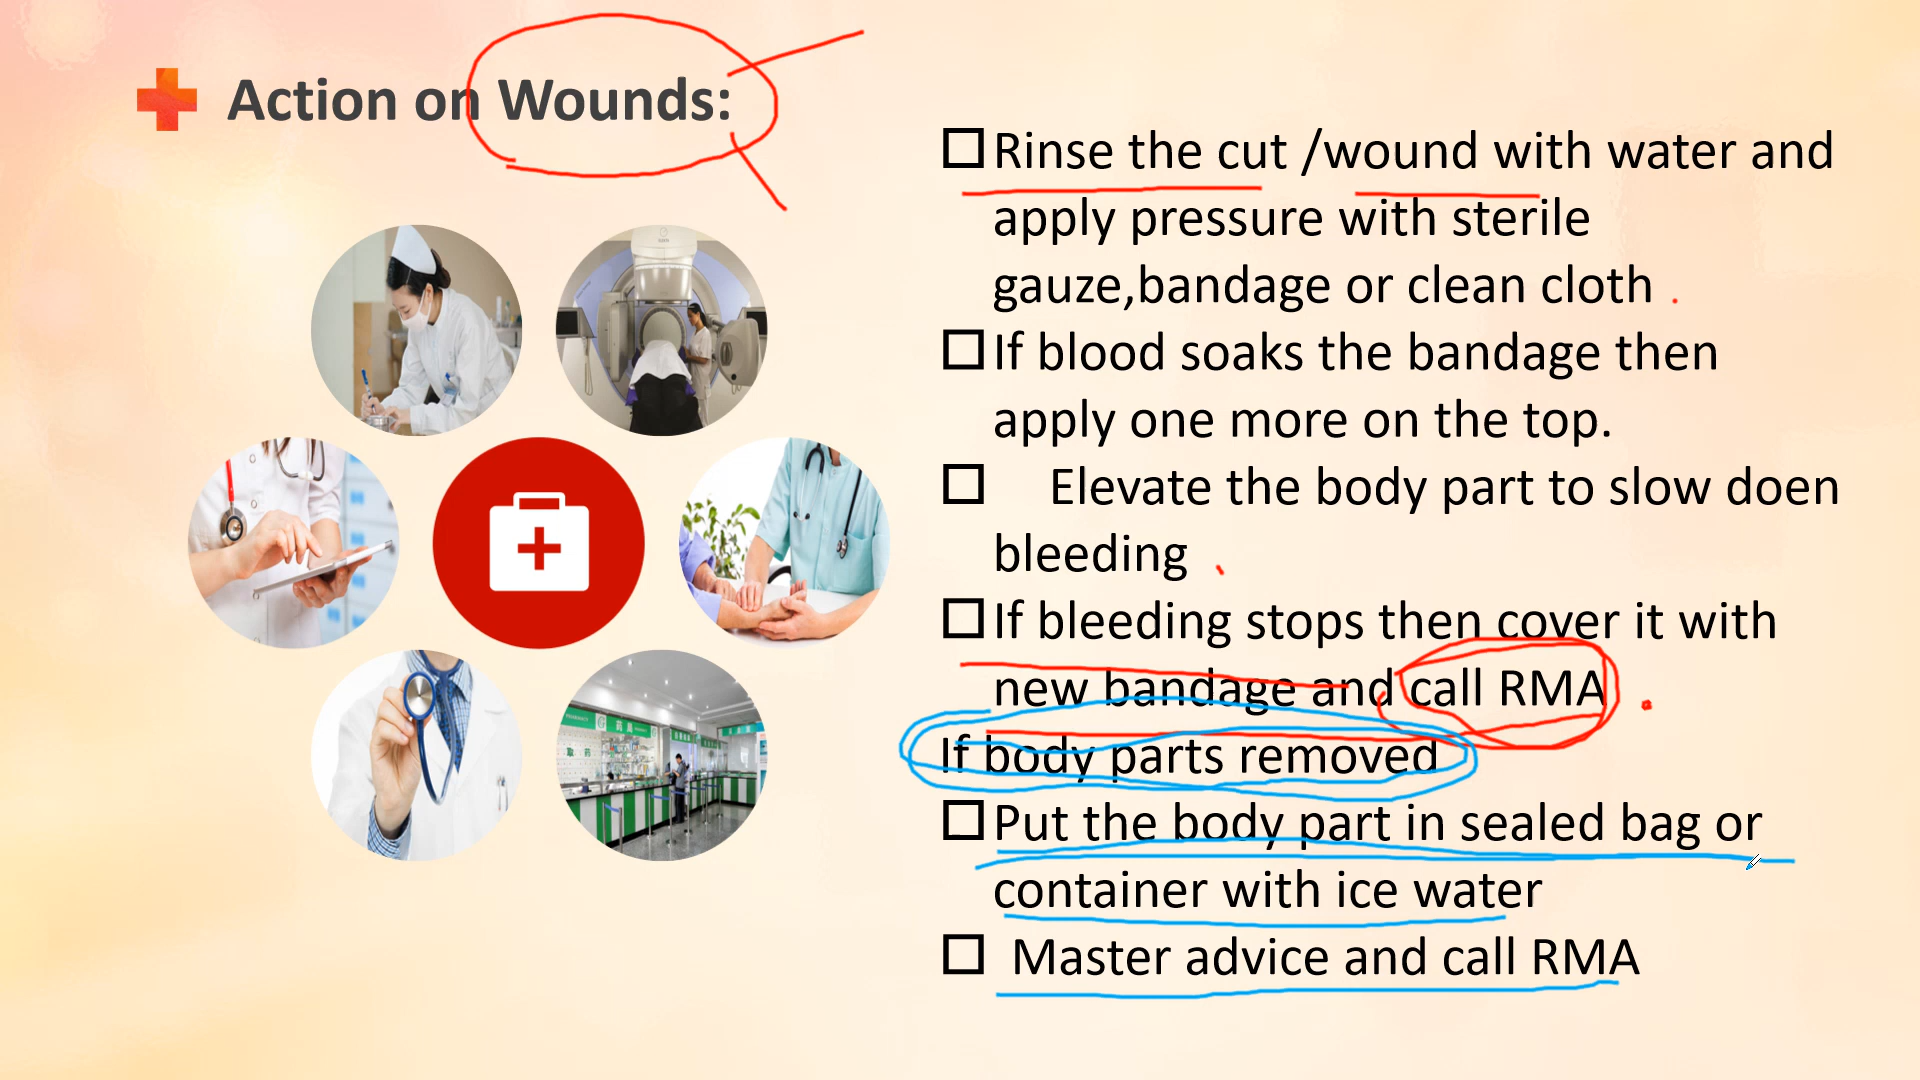 Action on Wounds:
Rinse the cut /wound with water and
apply pressure with sterile
gauze,bandage or clean cloth .
If blood soaks the bandage then
apply one more on the top.
Elevate the body part to slow doen
bleeding
If bleeding stops then cover it with
new bandage and call RMA
If body parts removed
Put the body part in sealed bag or
container with ice water
Master advice and call RMA